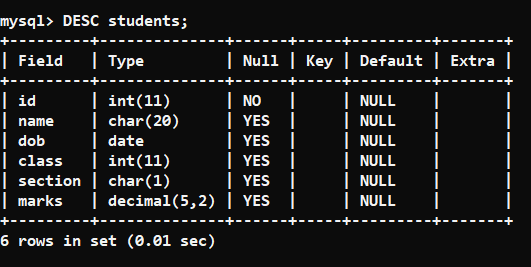 mysql> DESC students;
+---------+--------------+------+-----+---------+-------+
| Field   | Type         | Null | Key | Default | Extra |
+---------+--------------+------+-----+---------+-------+
| id      | int(11)      | NO   |     | NULL    |       |
| name    | char(20)     | YES  |     | NULL    |       |
| dob     | date         | YES  |     | NULL    |       |
| class   | int(11)      | YES  |     | NULL    |       |
| section | char(1)      | YES  |     | NULL    |       |
| marks   | decimal(5,2) | YES  |     | NULL    |       |
+---------+--------------+------+-----+---------+-------+
6 rows in set (0.01 sec)